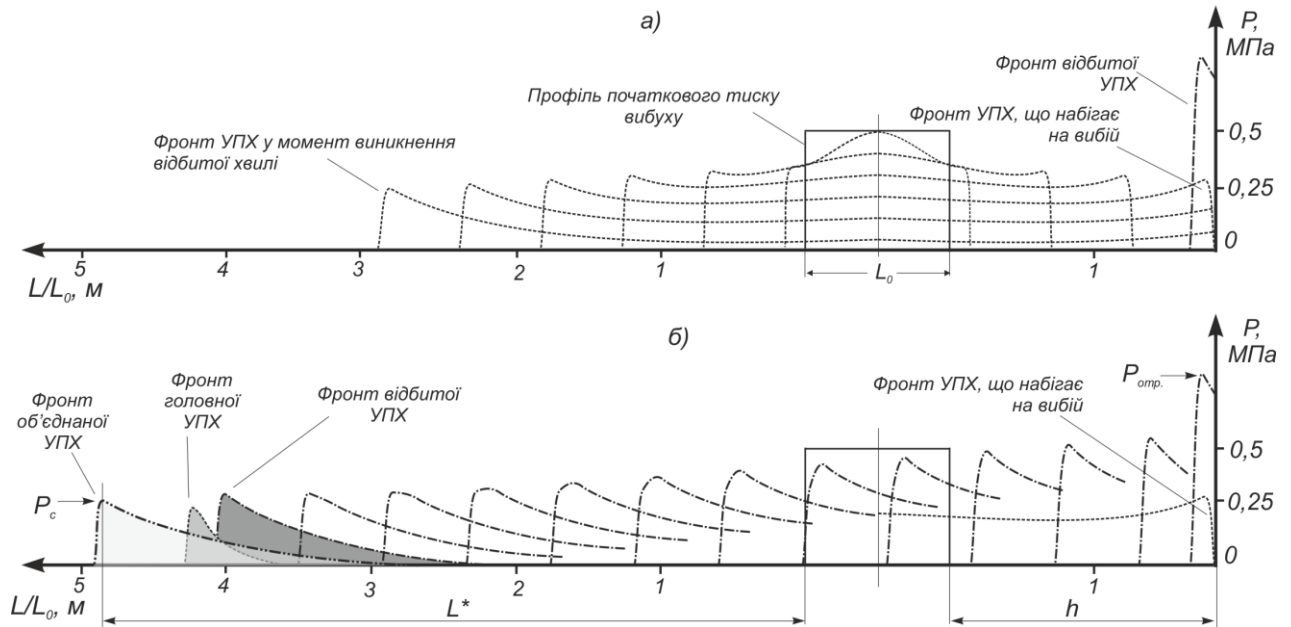 а)
P,
МПа
Фронт відбитої
УПХ
Профіль початкового тиску
вибуху
Фронт УПХ, що набігає
на вибій
Фронт УПХ у момент виникнення
відбитої хвилі
0,5
0,25
0
5 4 3 2 1 L₀ 1
L/L₀, м
б)
P,
МПа
Фронт
об'єднаної
УПХ
Фронт
головної
УПХ
Фронт відбитої
УПХ
Фронт УПХ, що набігає
на вибій
Pотр.
Pс
0,5
0,25
0
5 4 3 2 1 1
L/L₀, м
L*
h